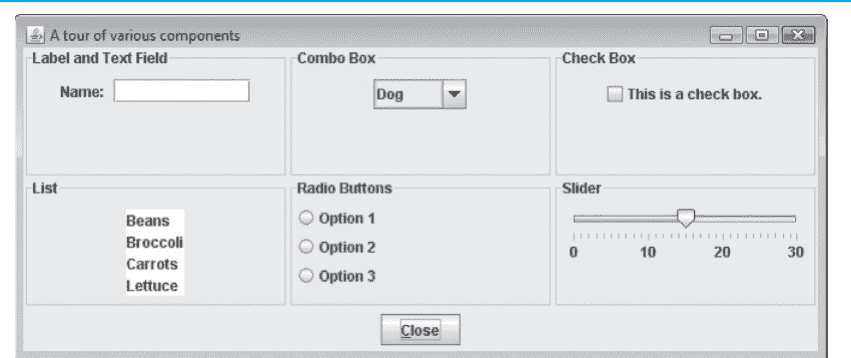 A tour of various components
Label and Text Field
Name:
Combo Box
Dog
Check Box
This is a check box.
List
Beans
Broccoli
Carrots
Lettuce
Radio Buttons
Option 1
Option 2
Option 3
Slider
0 10 20 30
Close